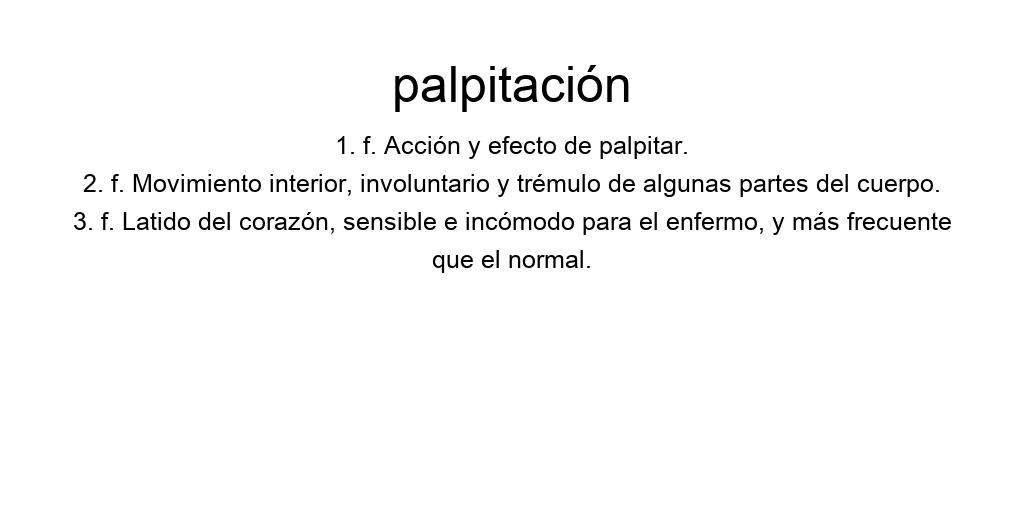 palpitación
1. f. Acción y efecto de palpitar.
2. f. Movimiento interior, involuntario y trémulo de algunas partes del cuerpo.
3. f. Latido del corazón, sensible e incómodo para el enfermo, y más frecuente
que el normal.